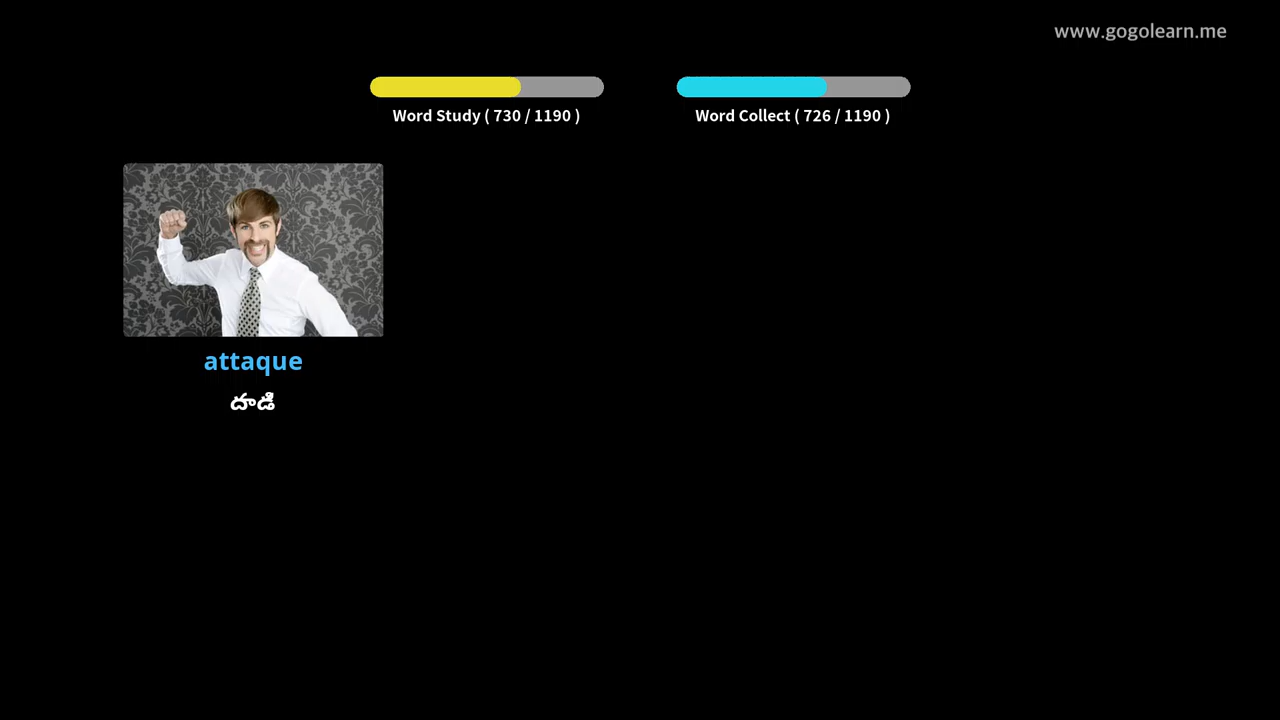 www.gogolearn.me
Word Study ( 730 / 1190 )
Word Collect ( 726 / 1190 )
attaque
దాడి